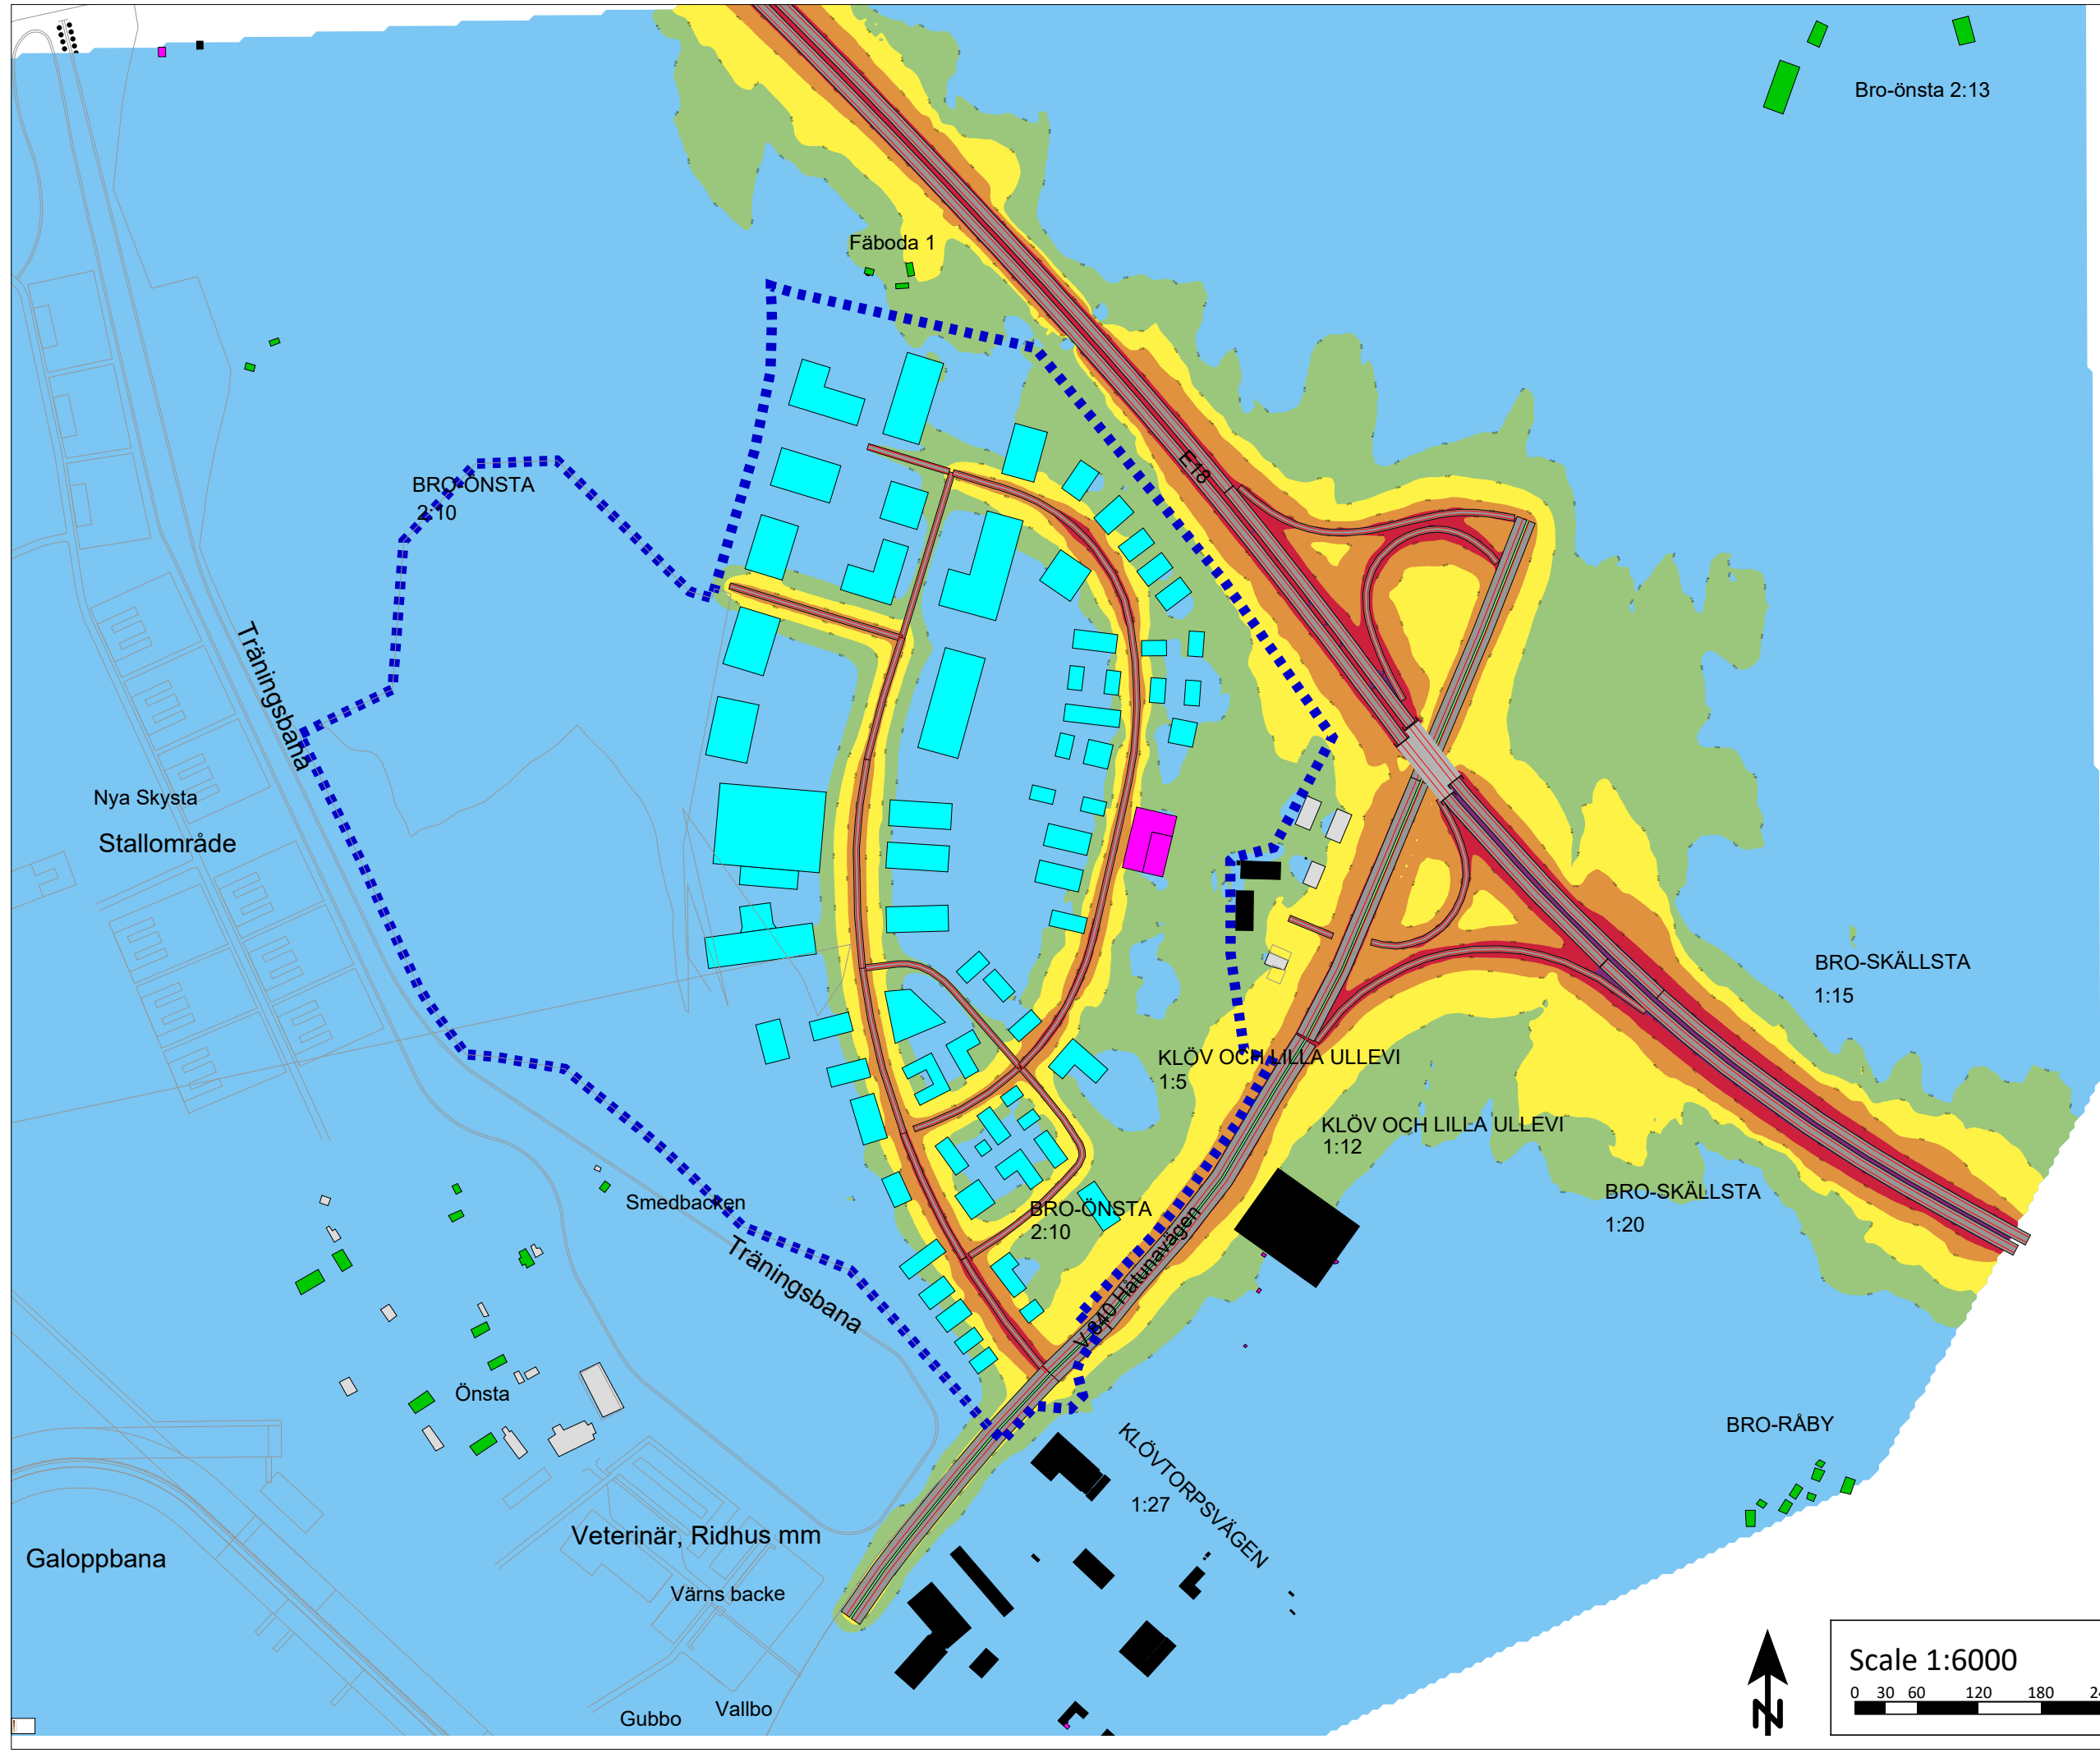 Bro-önsta 2:13
Fäboda 1
E18
BRO-ÖNSTA
2:10
Träningsbana
Nya Skysta
Stallområde
BRO-SKÄLLSTA
1:15
KLÖV OCH LILLA ULLEVI
1:5
KLÖV OCH LILLA ULLEVI
1:12
BRO-SKÄLLSTA
1:20
Smedbacken
BRO-ÖNSTA
2:10
V 840 Håtunavägen
Träningsbana
Önsta
BRO-RÅBY
KLÖVTORPSVÄGEN
1:27
Veterinär, Ridhus mm
Galoppbana
Värns backe
Gubbo
Vallbo
Scale 1:6000
0 30 60 120 180 24
N